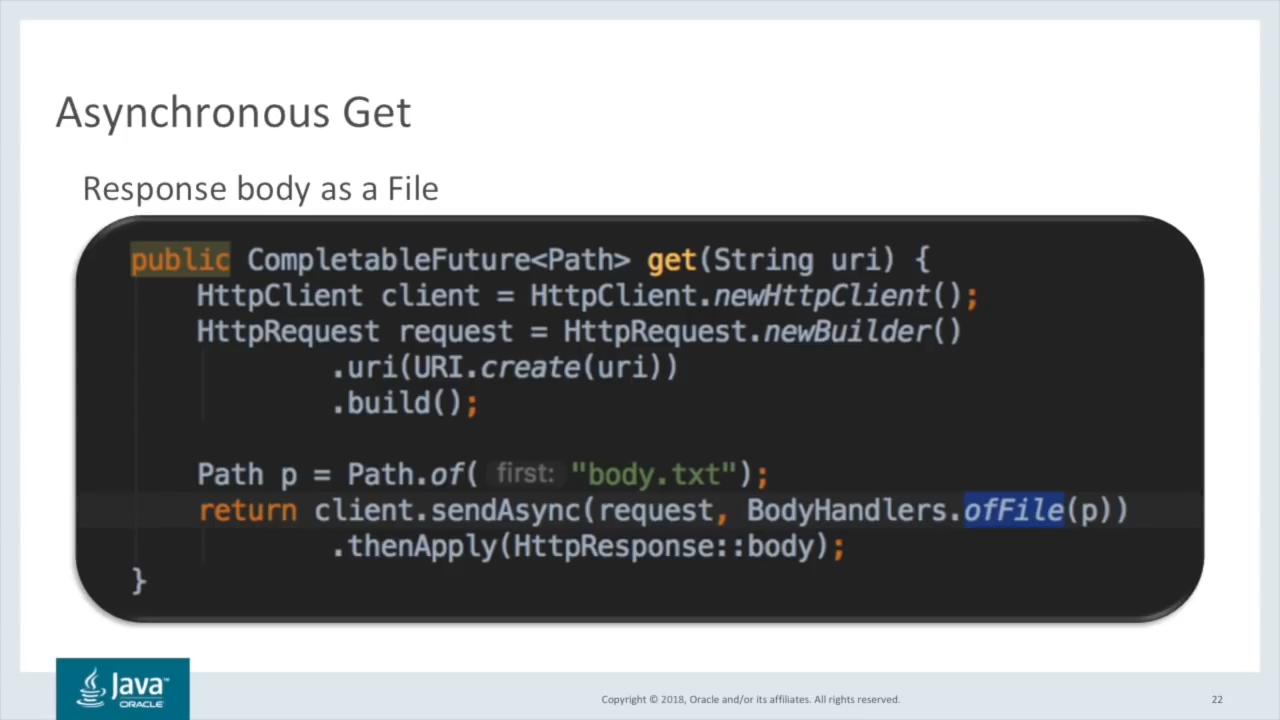 Asynchronous Get
Response body as a File
public CompletableFuture<Path> get(String uri) {
HttpClient client = HttpClient.newHttpClient();
HttpRequest request = HttpRequest.newBuilder()
.uri(URI.create(uri))
.build();
Path p = Path.of( first: "body.txt");
return client.sendAsync(request, BodyHandlers.ofFile(p))
.thenApply(HttpResponse::body);
}
Java™
ORACLE
Copyright © 2018, Oracle and/or its affiliates. All rights reserved.
22